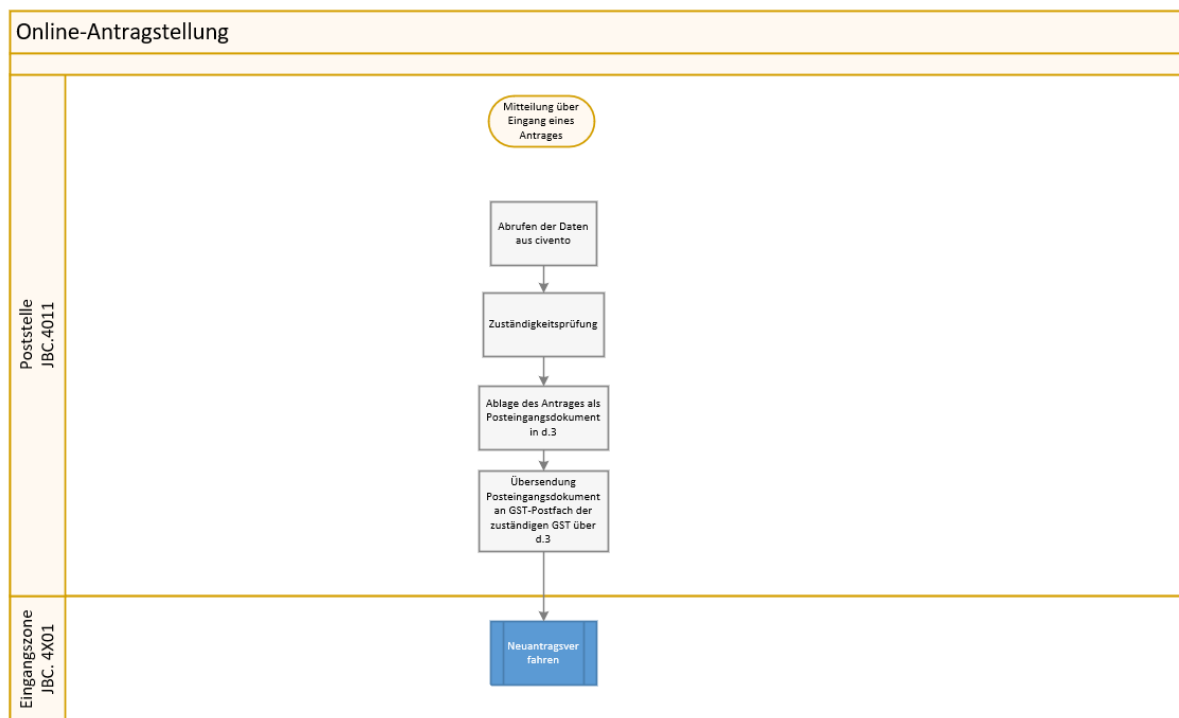 Online-Antragstellung
Mitteilung über
Eingang eines
Antrages
Abrufen der Daten
aus civento
Zuständigkeitsprüfung
Poststelle
JBC.4011
Ablage des Antrages als
Posteingangsdokument
in d.3
Übersendung
Posteingangsdokument
an GST-Postfach der
zuständigen GST über
d.3
Eingangszone
JBC. 4X01
Neuantragsver
fahren